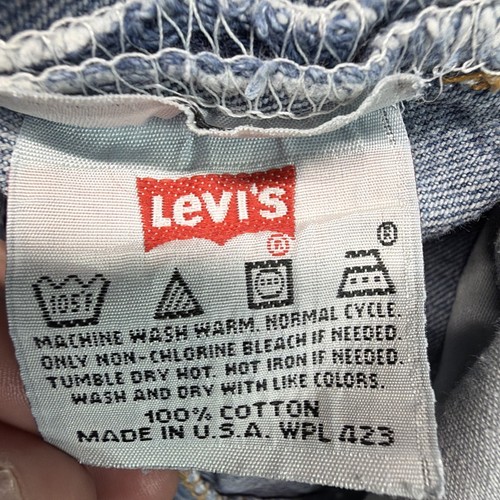 LEVI'S
®
®
105F
MACHINE WASH WARM. NORMAL CYCLE.
ONLY NON-CHLORINE BLEACH IF NEEDED.
TUMBLE DRY HOT. HOT IRON IF NEEDED.
WASH AND DRY WITH LIKE COLORS.
100% COTTON
MADE IN U.S.A. WPL 423